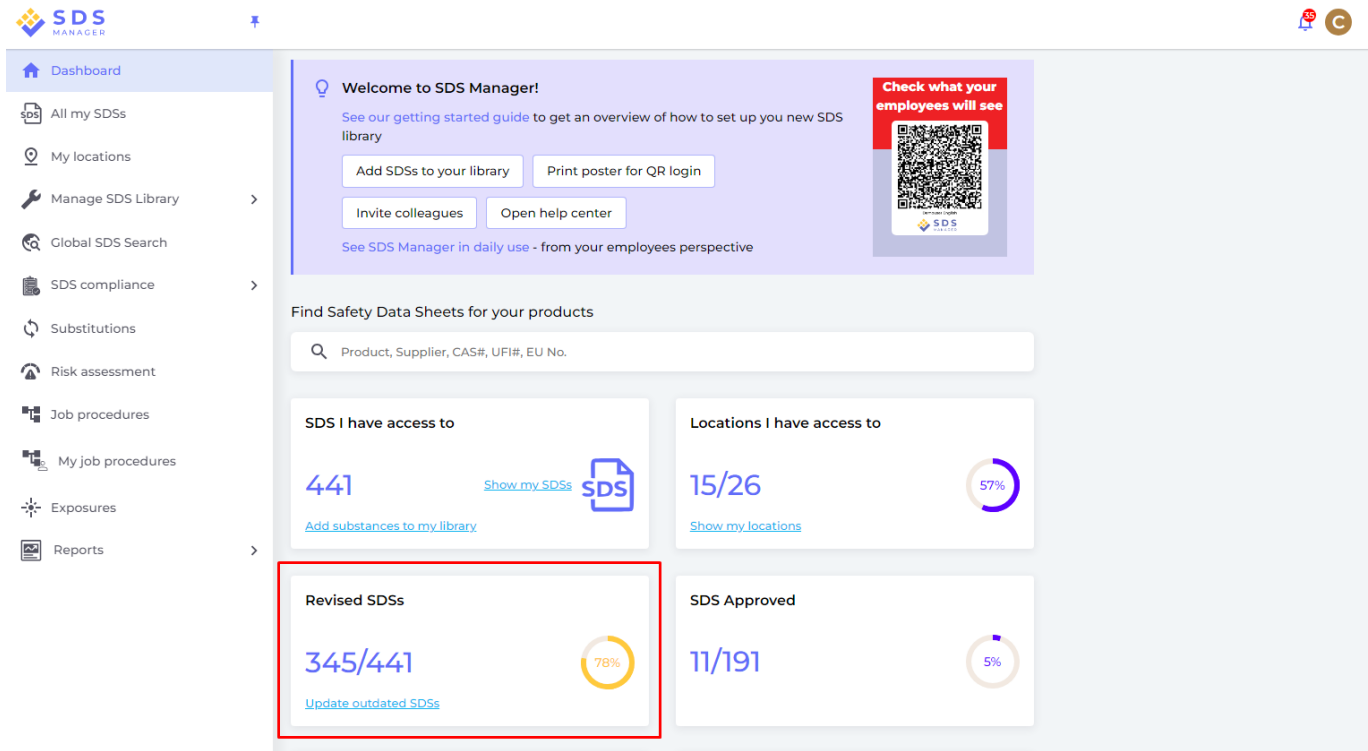 SDS
MANAGER
35
C
Dashboard
SDS
All my SDSs
My locations
Manage SDS Library
Global SDS Search
SDS compliance
Substitutions
Risk assessment
Job procedures
My job procedures
Exposures
Reports
Welcome to SDS Manager!
See our getting started guide to get an overview of how to set up you new SDS
library
Add SDSs to your library
Print poster for QR login
Invite colleagues
Open help center
See SDS Manager in daily use - from your employees perspective
Check what your
employees will see
SDS
MANAGER
Find Safety Data Sheets for your products
Product, Supplier, CAS#, UFI#, EU No.
SDS I have access to
441
Show my SDSs
SDS
Add substances to my library
Locations I have access to
15/26
57%
Show my locations
Revised SDSs
345/441
78%
Update outdated SDSs
SDS Approved
11/191
5%